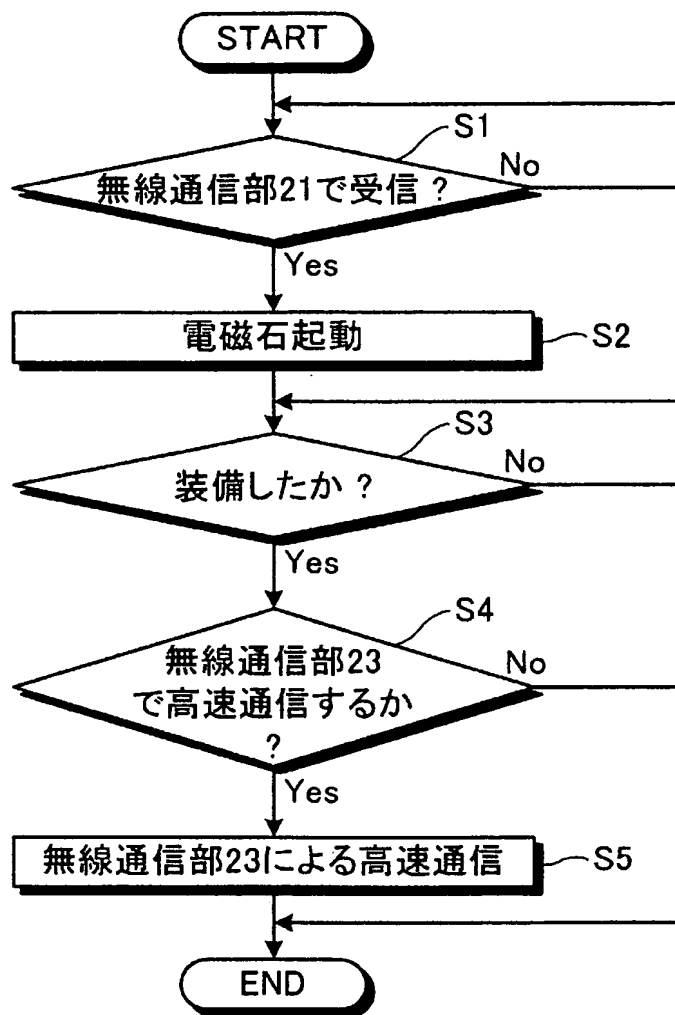 START
S1
無線通信部21で受信？
No
Yes
電磁石起動
S2
S3
装備したか？
No
Yes
S4
無線通信部23
で高速通信するか
？
No
Yes
無線通信部23による高速通信
S5
END